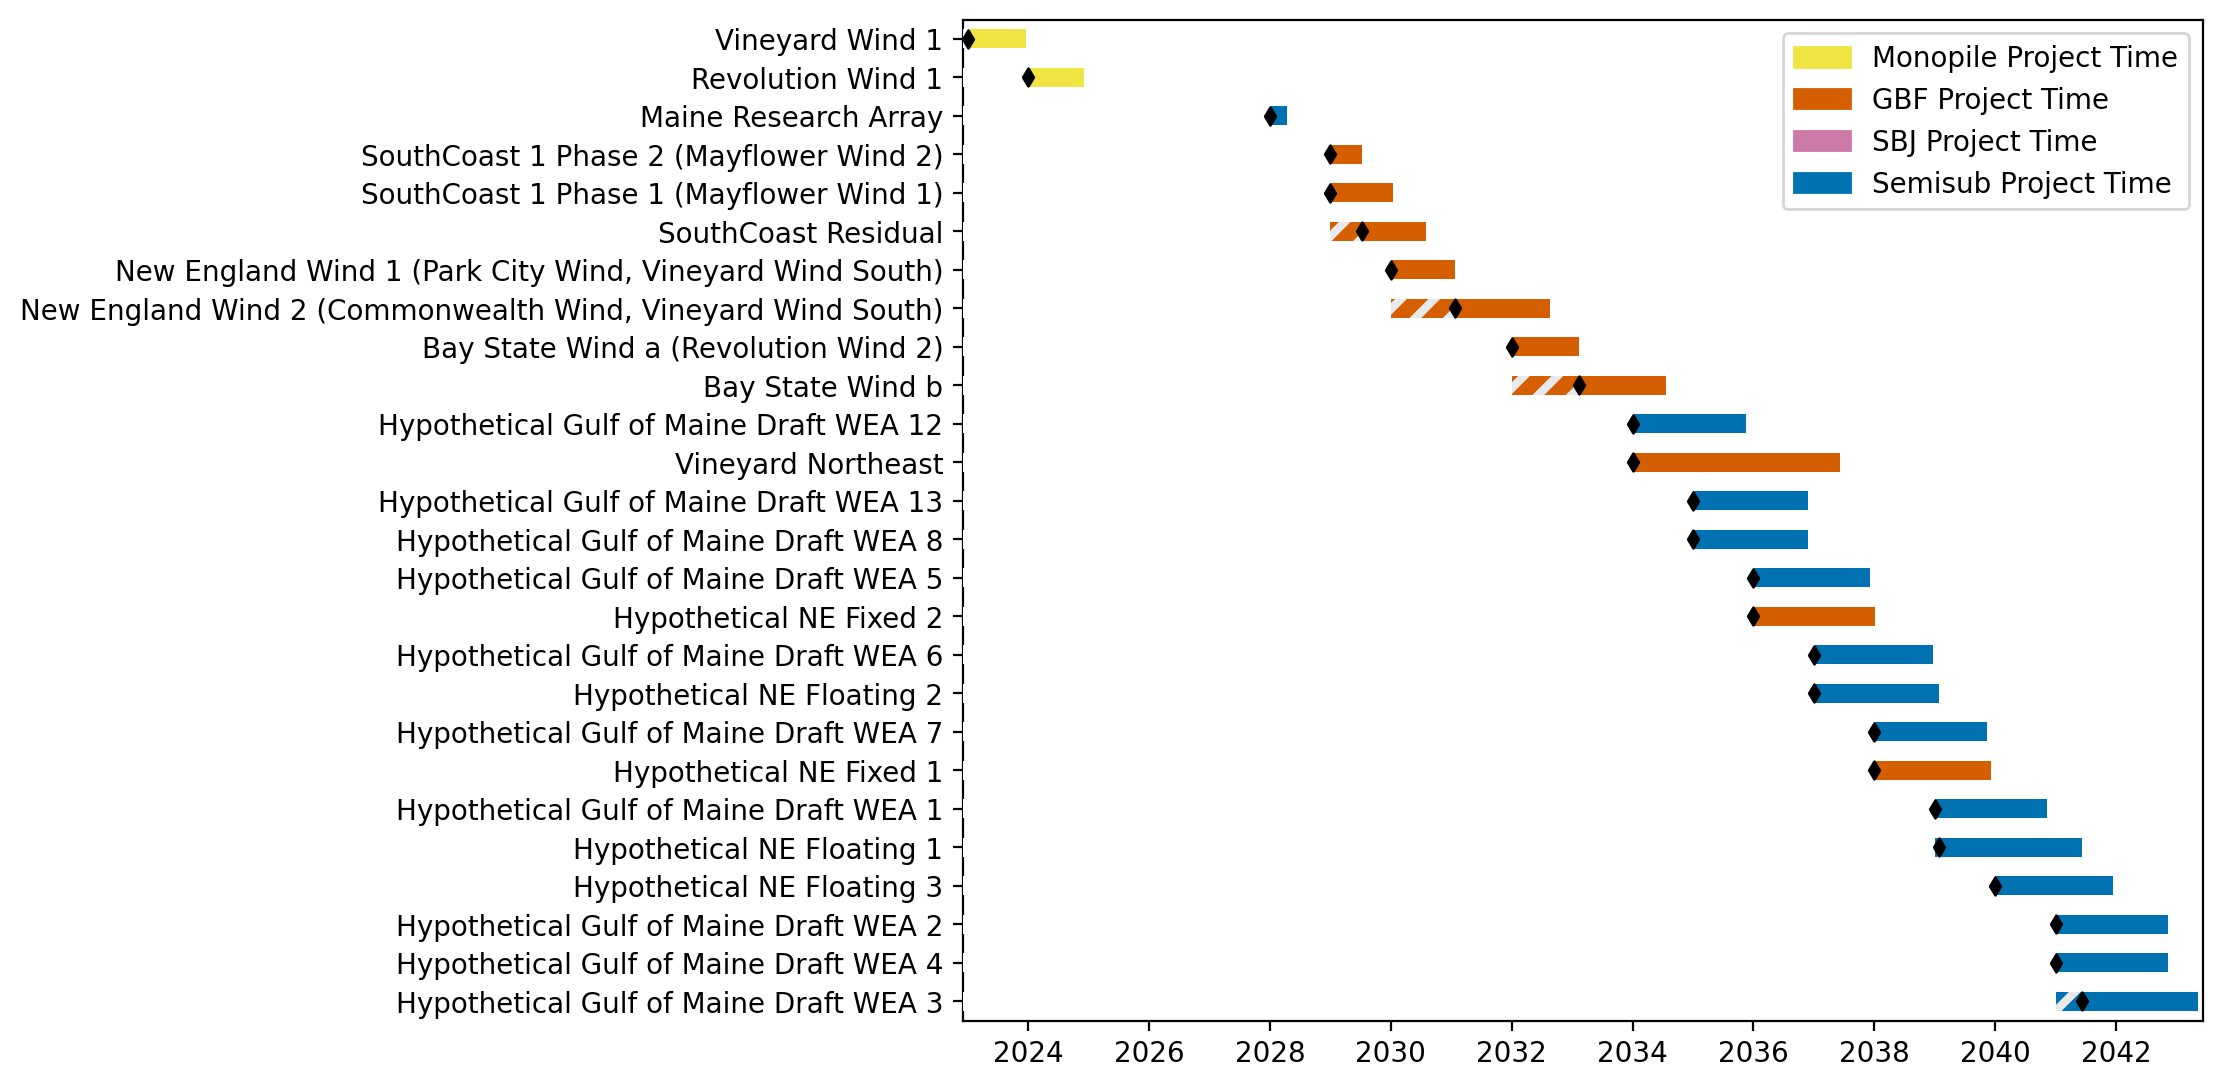 Vineyard Wind 1
Revolution Wind 1
Maine Research Array
SouthCoast 1 Phase 2 (Mayflower Wind 2)
SouthCoast 1 Phase 1 (Mayflower Wind 1)
SouthCoast Residual
New England Wind 1 (Park City Wind, Vineyard Wind South)
New England Wind 2 (Commonwealth Wind, Vineyard Wind South)
Bay State Wind a (Revolution Wind 2)
Bay State Wind b
Hypothetical Gulf of Maine Draft WEA 12
Vineyard Northeast
Hypothetical Gulf of Maine Draft WEA 13
Hypothetical Gulf of Maine Draft WEA 8
Hypothetical Gulf of Maine Draft WEA 5
Hypothetical NE Fixed 2
Hypothetical Gulf of Maine Draft WEA 6
Hypothetical NE Floating 2
Hypothetical Gulf of Maine Draft WEA 7
Hypothetical NE Fixed 1
Hypothetical Gulf of Maine Draft WEA 1
Hypothetical NE Floating 1
Hypothetical NE Floating 3
Hypothetical Gulf of Maine Draft WEA 2
Hypothetical Gulf of Maine Draft WEA 4
Hypothetical Gulf of Maine Draft WEA 3
Monopile Project Time
GBF Project Time
SBJ Project Time
Semisub Project Time
2024 2026 2028 2030 2032 2034 2036 2038 2040 2042